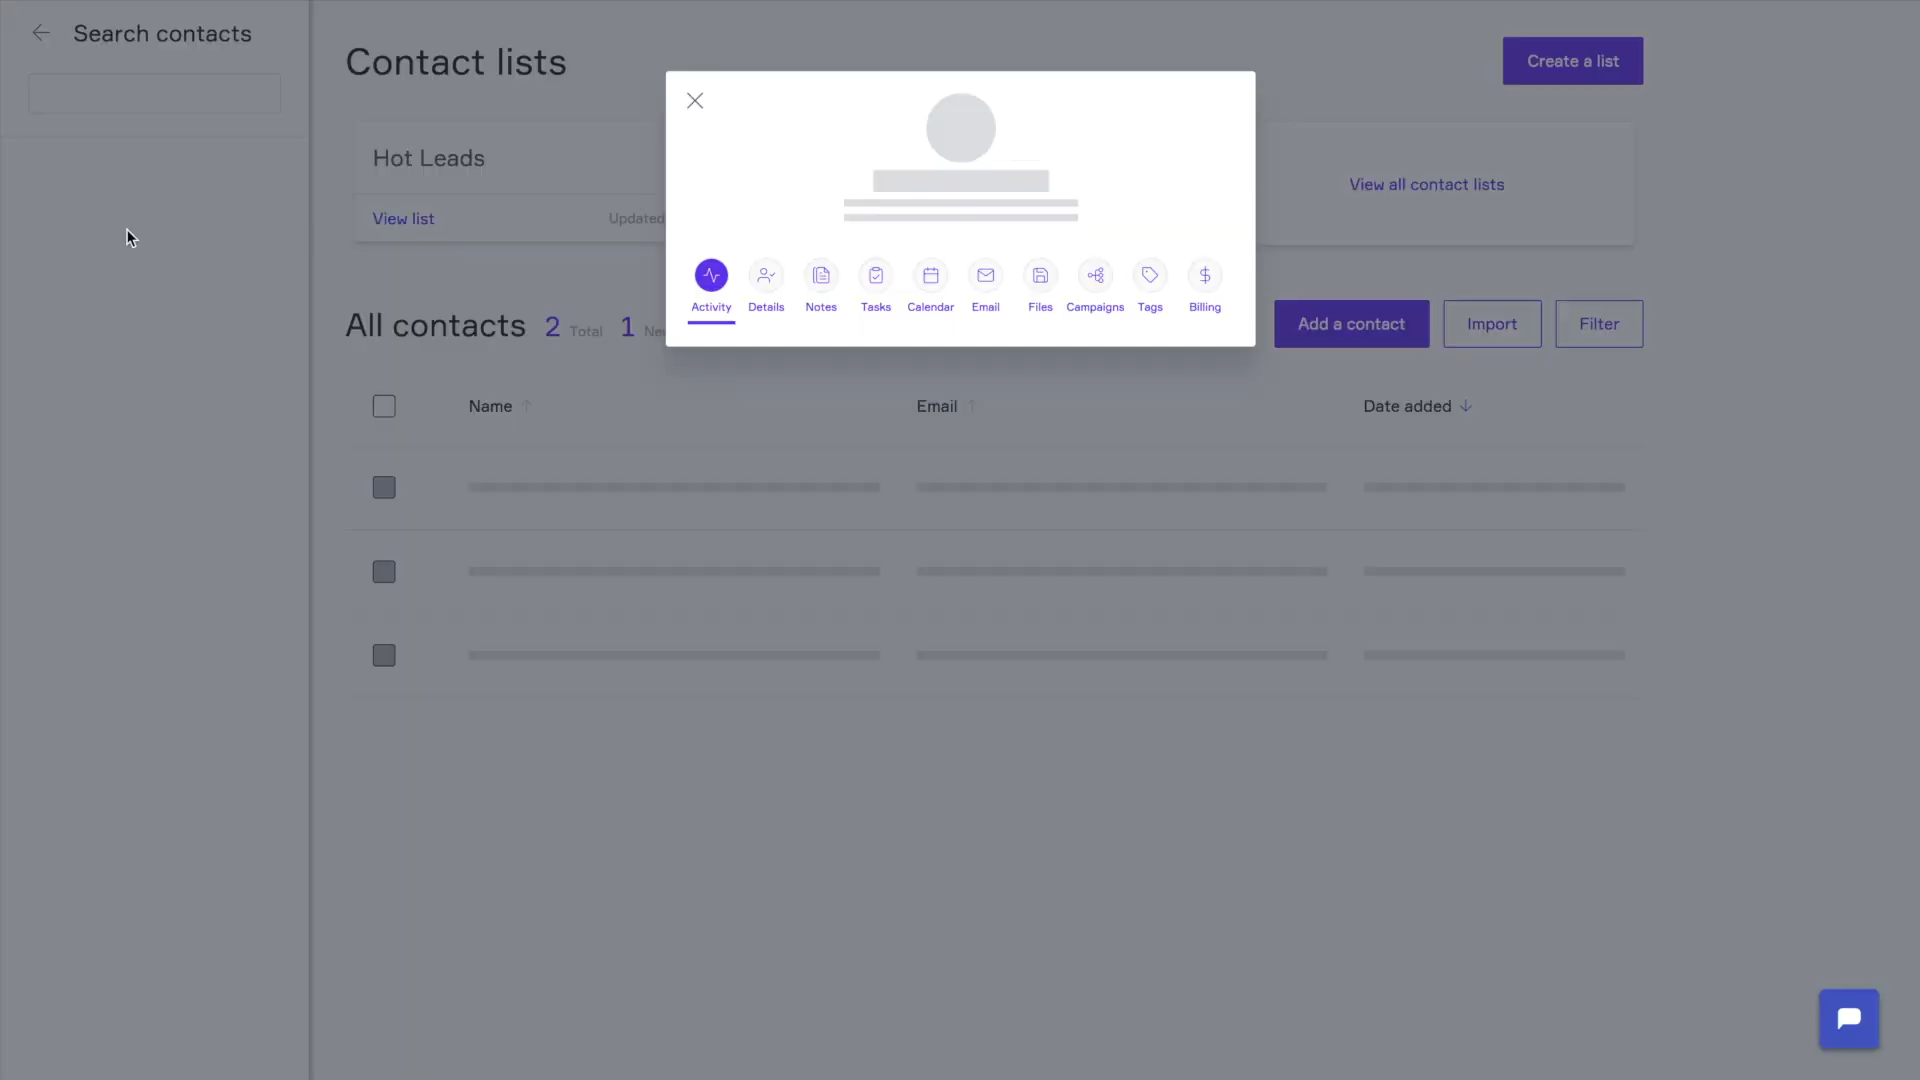 Search contacts
Contact lists
Create a list
Hot Leads
View list
Updated
View all contact lists
Activity
Details
Notes
Tasks
Calendar
Email
Files
Campaigns
Tags
Billing
All contacts
2 Total
1
Add a contact
Import
Filter
Name
Email
Date added